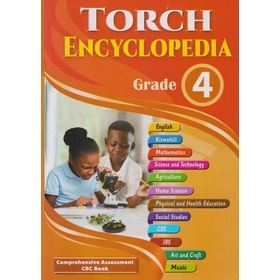 TORCH
ENCYCLOPEDIA
Grade 4
English
Kiswahili
Mathematics
Science and Technology
Agriculture
Home Science
Physical and Health Education
Social Studies
CRE
IRE
Art and Craft
Music
Comprehensive Assessment
CBC Book